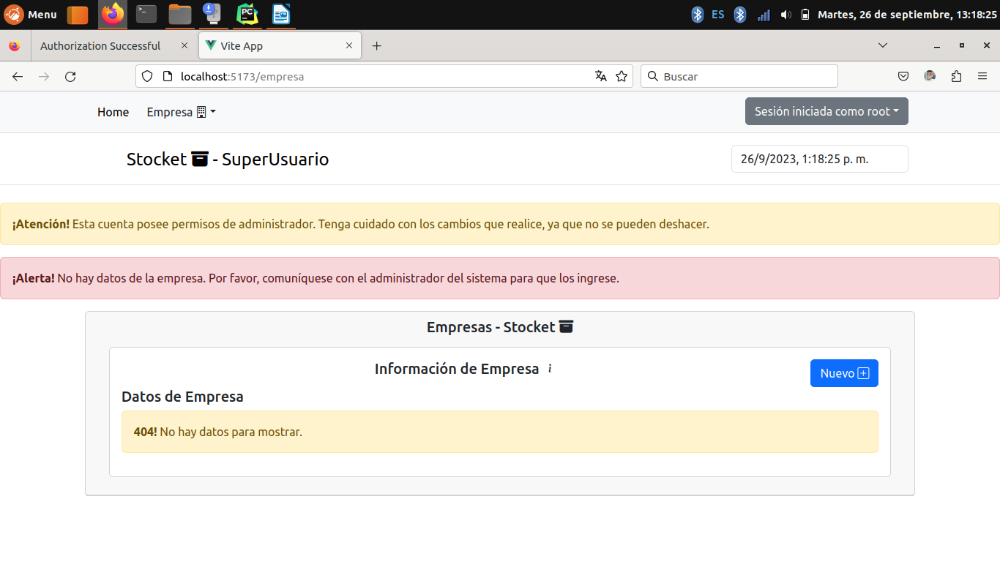 Menu
ES
Martes, 26 de septiembre, 13:18:25
Authorization Successful
Vite App
localhost:5173/empresa
Buscar
Home
Empresa
Sesión iniciada como root
Stocket - SuperUsuario
26/9/2023, 1:18:25 p. m.
¡Atención! Esta cuenta posee permisos de administrador. Tenga cuidado con los cambios que realice, ya que no se pueden deshacer.
¡Alerta! No hay datos de la empresa. Por favor, comuníquese con el administrador del sistema para que los ingrese.
Empresas - Stocket
Información de Empresa i
Nuevo
Datos de Empresa
404! No hay datos para mostrar.